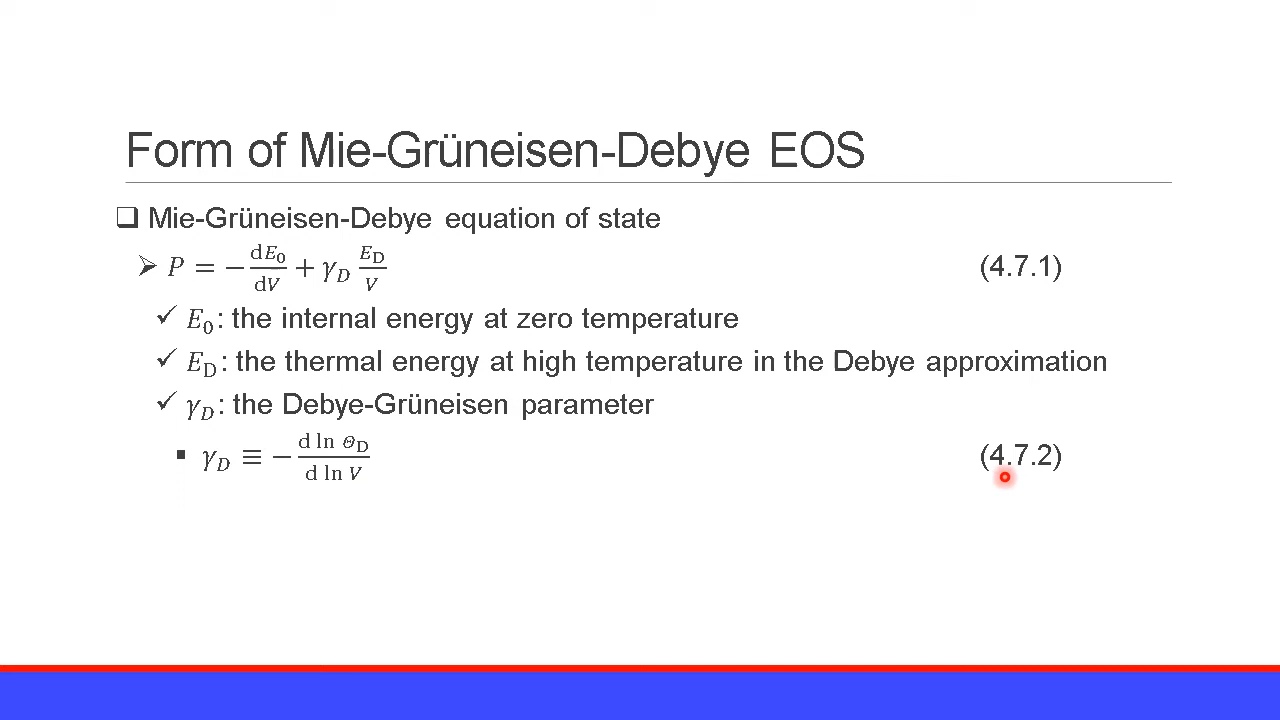 Form of Mie-Grüneisen-Debye EOS
❑ Mie-Grüneisen-Debye equation of state
➢ 𝑃 = −d𝐸₀/d𝑉 + 𝛾_𝐷 𝐸_D/𝑉 (4.7.1)
✓ 𝐸₀: the internal energy at zero temperature
✓ 𝐸_D: the thermal energy at high temperature in the Debye approximation
✓ 𝛾_𝐷: the Debye-Grüneisen parameter
▪ 𝛾_𝐷 ≡ −d ln 𝛩_D/d ln 𝑉 (4.7.2)